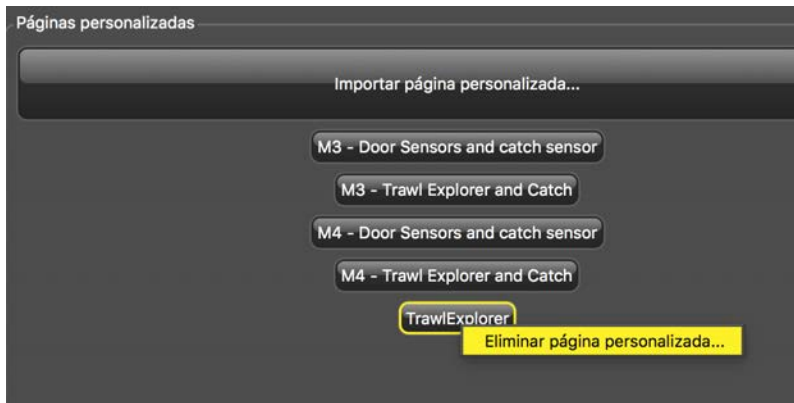 Páginas personalizadas
Importar página personalizada...
M3 - Door Sensors and catch sensor
M3 - Trawl Explorer and Catch
M4 - Door Sensors and catch sensor
M4 - Trawl Explorer and Catch
TrawlExplorer
Eliminar página personalizada...